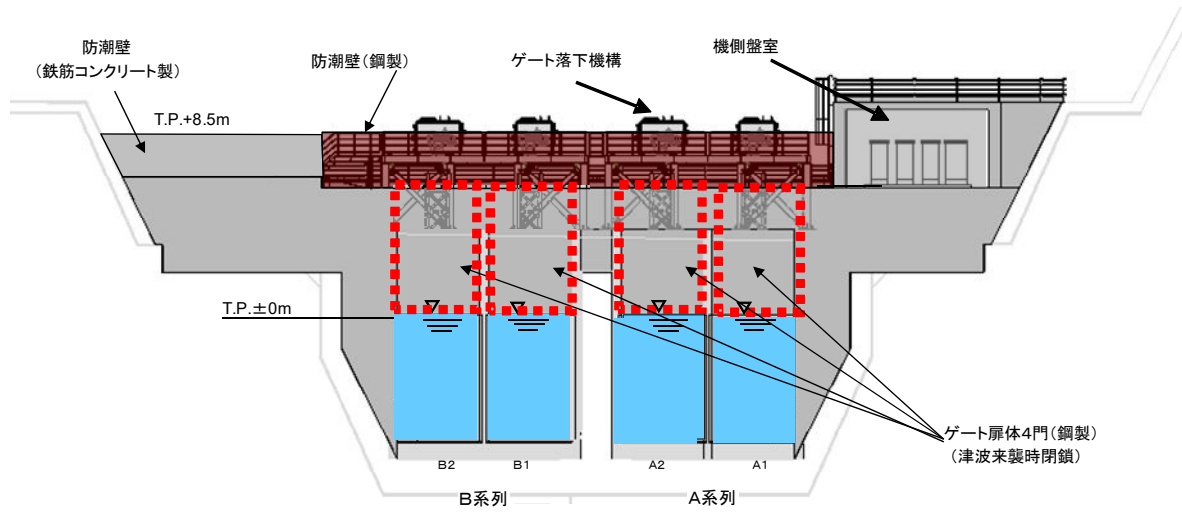 防潮壁
(鉄筋コンクリート製)
防潮壁(鋼製)
ゲート落下機構
機側盤室
T.P.+8.5m
T.P.±0m
ゲート扉体4門(鋼製)
(津波来襲時閉鎖)
B2
B1
A2
A1
B系列
A系列